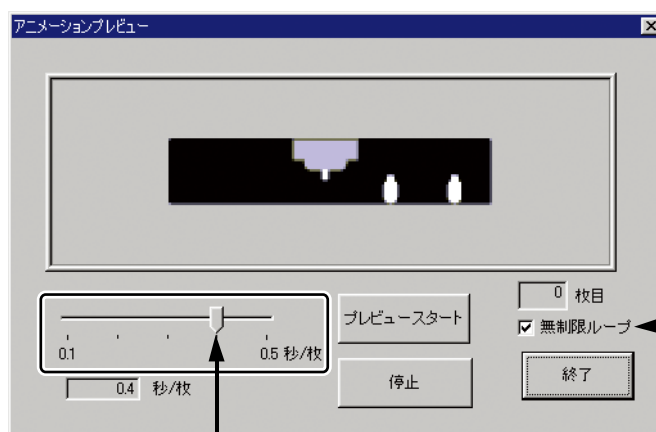 アニメーションプレビュー
0.1
0.5 秒/枚
0.4 秒/枚
プレビュースタート
停止
0 枚目
無制限ループ
終了